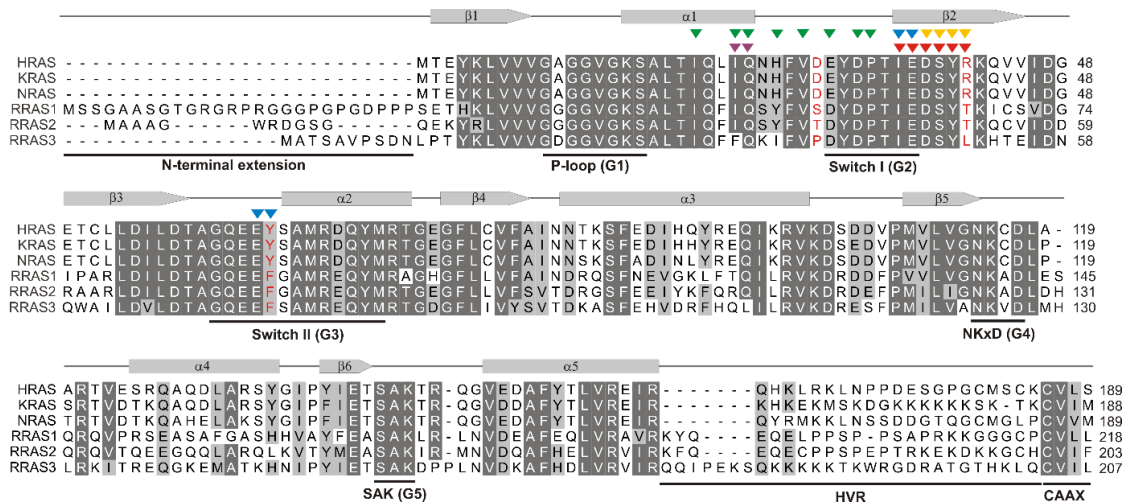 β1 α1 β2
HRAS --------------------------MTEYKLVVVGAGGVGKSALTIQLIQNHFVDEYDPTIEDSYRKQVVIDG 48
KRAS --------------------------MTEYKLVVVGAGGVGKSALTIQLIQNHFVDEYDPTIEDSYRKQVVIDG 48
NRAS --------------------------MTEYKLVVVGAGGVGKSALTIQLIQNHFVDEYDPTIEDSYRKQVVIDG 48
RRAS1 MSSGAASGTGRGRPRGGGPGPGDPPPSETHKLVVVGGGGVGKSALTIQFIQSYFVSDYDPTIEDSYTKICSVDG 74
RRAS2 ---MAAAG------WRDGSG------QEKYRLVVVGGGGVGKSALTIQFIQSYFVTDYDPTIEDSYTKQCVIDD 59
RRAS3 ----------------MATSAVPSDNLPTYKLVVVGDGGVGKSALTIQFFQKIFVPDYDPTIEDSYLKHTEIDN 58
N-terminal extension P-loop (G1) Switch I (G2)
β3 α2 β4 α3 β5
HRAS ETCLLDILDTAGQEEYSAMRDQYMRTGEGFLCVFAINNTKSFEDIHQYREQIKRVKDSDDVPMVLVGNKCDLA- 119
KRAS ETCLLDILDTAGQEEYSAMRDQYMRTGEGFLCVFAINNTKSFEDIHHYREQIKRVKDSEDVPMVLVGNKCDLP- 119
NRAS ETCLLDILDTAGQEEYSAMRDQYMRTGEGFLCVFAINNSKSFADINLYREQIKRVKDSDDVPMVLVGNKCDLP- 119
RRAS1 IPARLDILDTAGQEEFGAMREQYMRAGHGFLLVFAINDRQSFNEVGKLFTQILRVKDRDDFPVVLVGNKADLES 145
RRAS2 RAARLDILDTAGQEEFGAMREQYMRTGEGFLLVFSVTDRGSFEEIYKFQRQILRVKDRDEFPMILIGNKADLDH 131
RRAS3 QWAILDVLDTAGQEEFSAMREQYMRTGDGFLIVYSVTDKASFEHVDRFHQLILRVKDRESFPMILVANKVDLMH 130
Switch II (G3) NKxD (G4)
α4 β6 α5
HRAS ARTVESRQAQDLARSYGIPYIETSAKTR-QGVEDAFYTLVREIR-------QHKLRKLNPPDESGPGCMSCKCVLS 189
KRAS SRTVDTKQAQDLARSYGIPFIETSAKTR-QGVDDAFYTLVREIR-------KHKEKMSKDGKKKKKKSK-TKCVIM 188
NRAS TRTVDTKQAHELAKSYGIPFIETSAKTR-QGVEDAFYTLVREIR-------QYRMKKLNSSDDGTQGCMGLPCVVM 189
RRAS1 QRQVPRSEASAFGASHHVAYFEASAKLR-LNVDEAFEQLVRAVRKYQ----EQELPPSPP-SAPRKKGGGCPCVLL 218
RRAS2 QRQVTQEEGQQLARQLKVTYMEASAKIR-MNVDQAFHELVRVIRKFQ----EQECPPSPEPTRKEKDKKGCHCVIF 203
RRAS3 LRKITREQGKEMATKHNIPYIETSAKDPPLNVDKAFHDLVRVIRQQIPEKSQKKKKKTKWRGDRATGTHKLQCVIL 207
SAK (G5) HVR CAAX